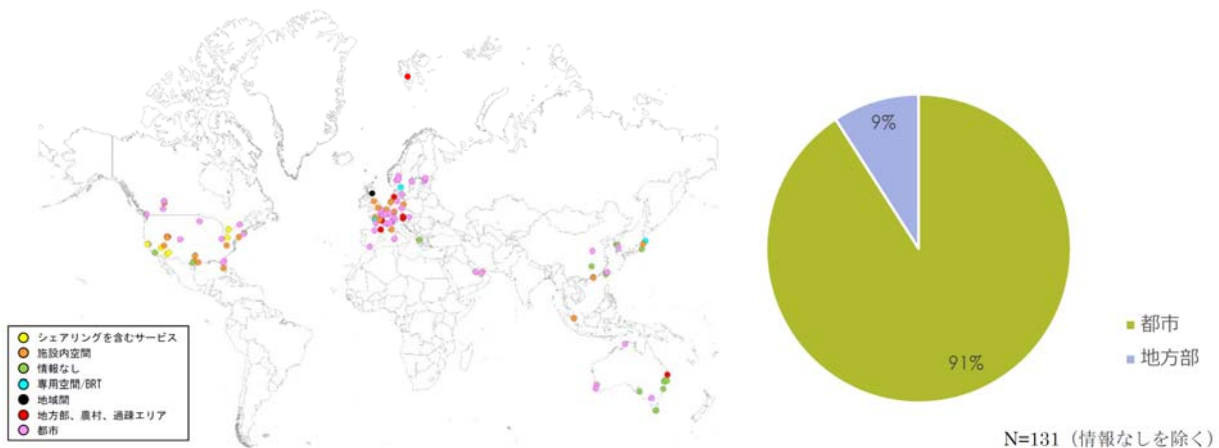 シェアリングを含むサービス
施設内空間
情報なし
専用空間/BRT
地域間
地方部、農村、過疎エリア
都市
9%
91%
都市
地方部
N=131（情報なしを除く）